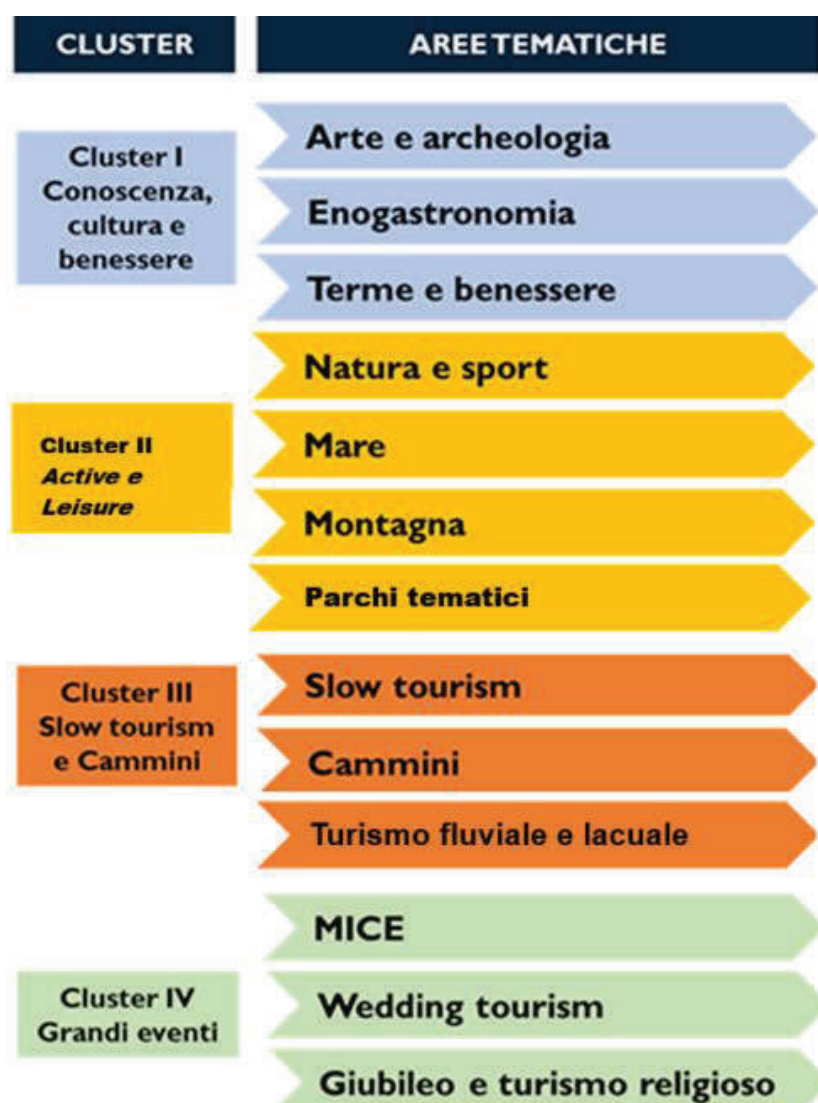 CLUSTER
AREE TEMATICHE
Cluster I
Conoscenza,
cultura e
benessere
Arte e archeologia
Enogastronomia
Terme e benessere
Cluster II
Active e
Leisure
Natura e sport
Mare
Montagna
Parchi tematici
Cluster III
Slow tourism
e Cammini
Slow tourism
Cammini
Turismo fluviale e lacuale
Cluster IV
Grandi eventi
MICE
Wedding tourism
Giubileo e turismo religioso